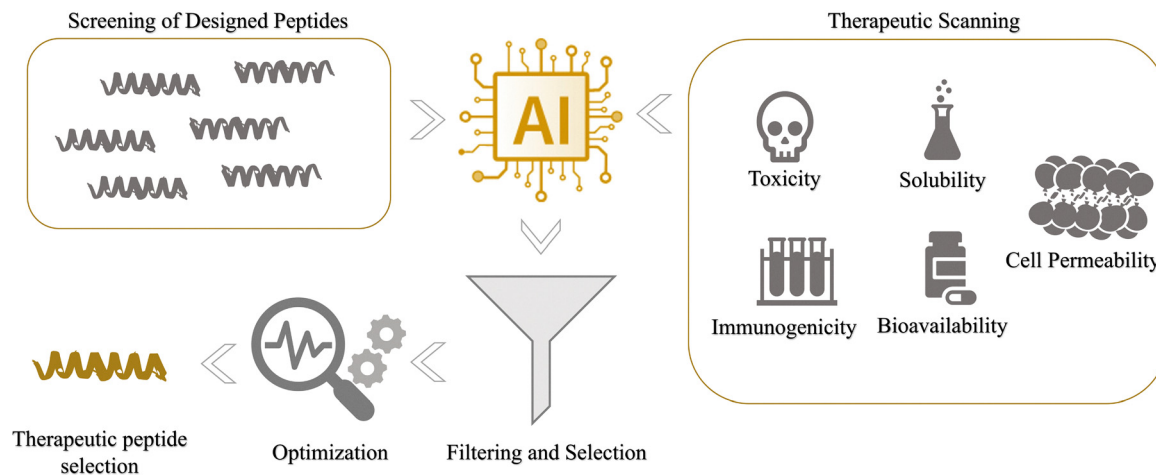 Screening of Designed Peptides
Therapeutic Scanning
AI
Toxicity
Solubility
Cell Permeability
Immunogenicity
Bioavailability
Therapeutic peptide
selection
Optimization
Filtering and Selection